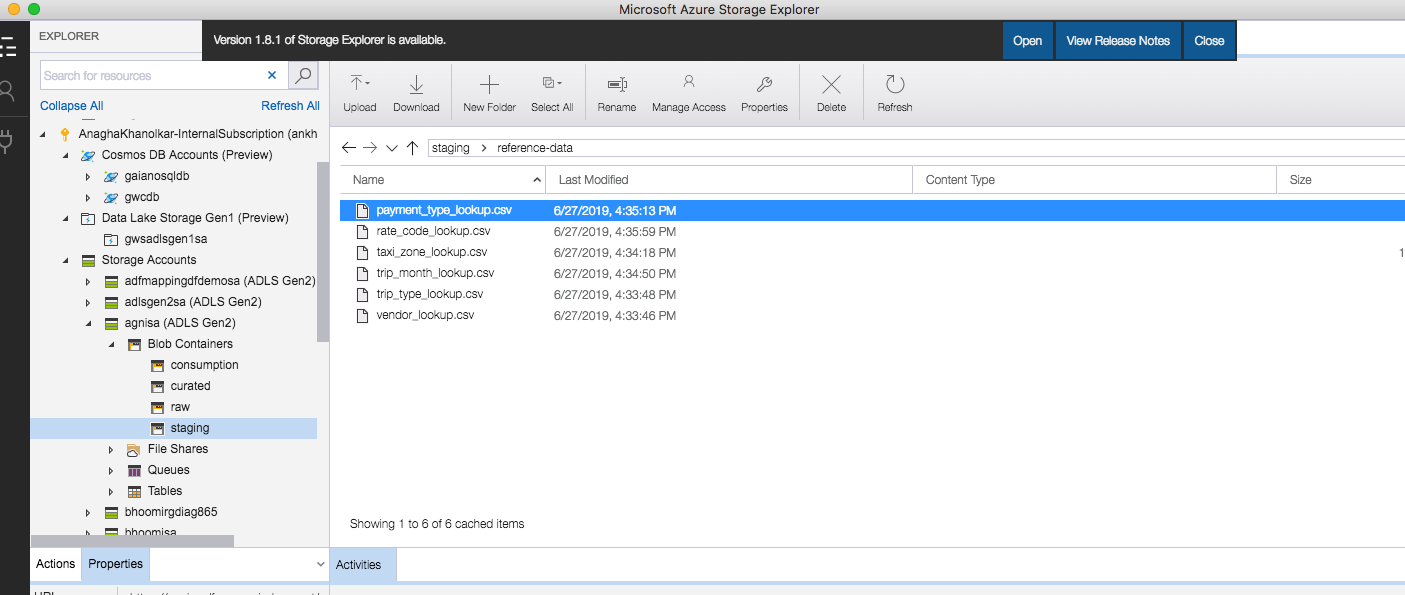 Microsoft Azure Storage Explorer
EXPLORER
Version 1.8.1 of Storage Explorer is available.
Open
View Release Notes
Close
Search for resources
Collapse All
Refresh All
AnaghaKhanolkar-InternalSubscription (ankh
Cosmos DB Accounts (Preview)
gaianosqldb
gwcdb
Data Lake Storage Gen1 (Preview)
gwsadlsgen1sa
Storage Accounts
adfmappingdfdemosa (ADLS Gen2)
adlsgen2sa (ADLS Gen2)
agnisa (ADLS Gen2)
Blob Containers
consumption
curated
raw
staging
File Shares
Queues
Tables
bhoomirgdiag865
bhoomisa
Actions
Properties
Upload
Download
New Folder
Select All
Rename
Manage Access
Properties
Delete
Refresh
staging
reference-data
Name
Last Modified
Content Type
Size
payment_type_lookup.csv 6/27/2019, 4:35:13 PM
rate_code_lookup.csv 6/27/2019, 4:35:59 PM
taxi_zone_lookup.csv 6/27/2019, 4:34:18 PM 1
trip_month_lookup.csv 6/27/2019, 4:34:50 PM
trip_type_lookup.csv 6/27/2019, 4:33:48 PM
vendor_lookup.csv 6/27/2019, 4:33:46 PM
Showing 1 to 6 of 6 cached items
Activities